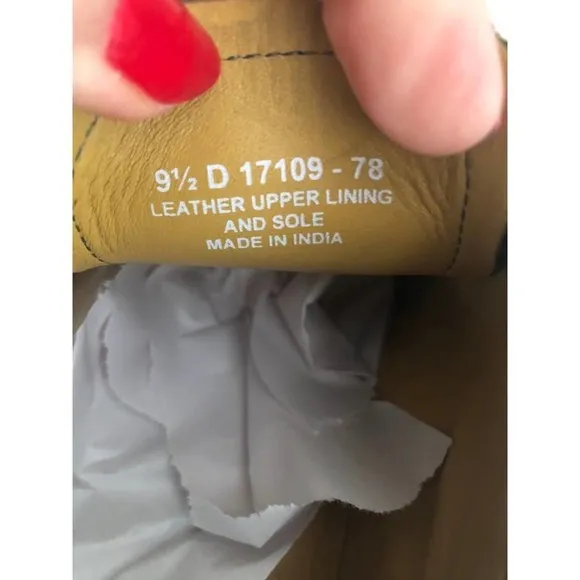 9½ D 17109 - 78
LEATHER UPPER LINING
AND SOLE
MADE IN INDIA